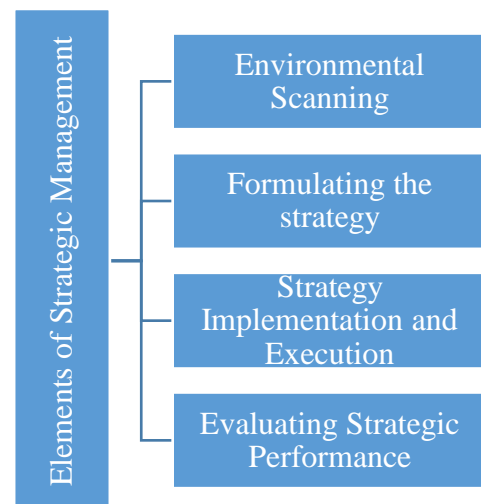 Elements of Strategic Management
Environmental
Scanning
Formulating the
strategy
Strategy
Implementation and
Execution
Evaluating Strategic
Performance